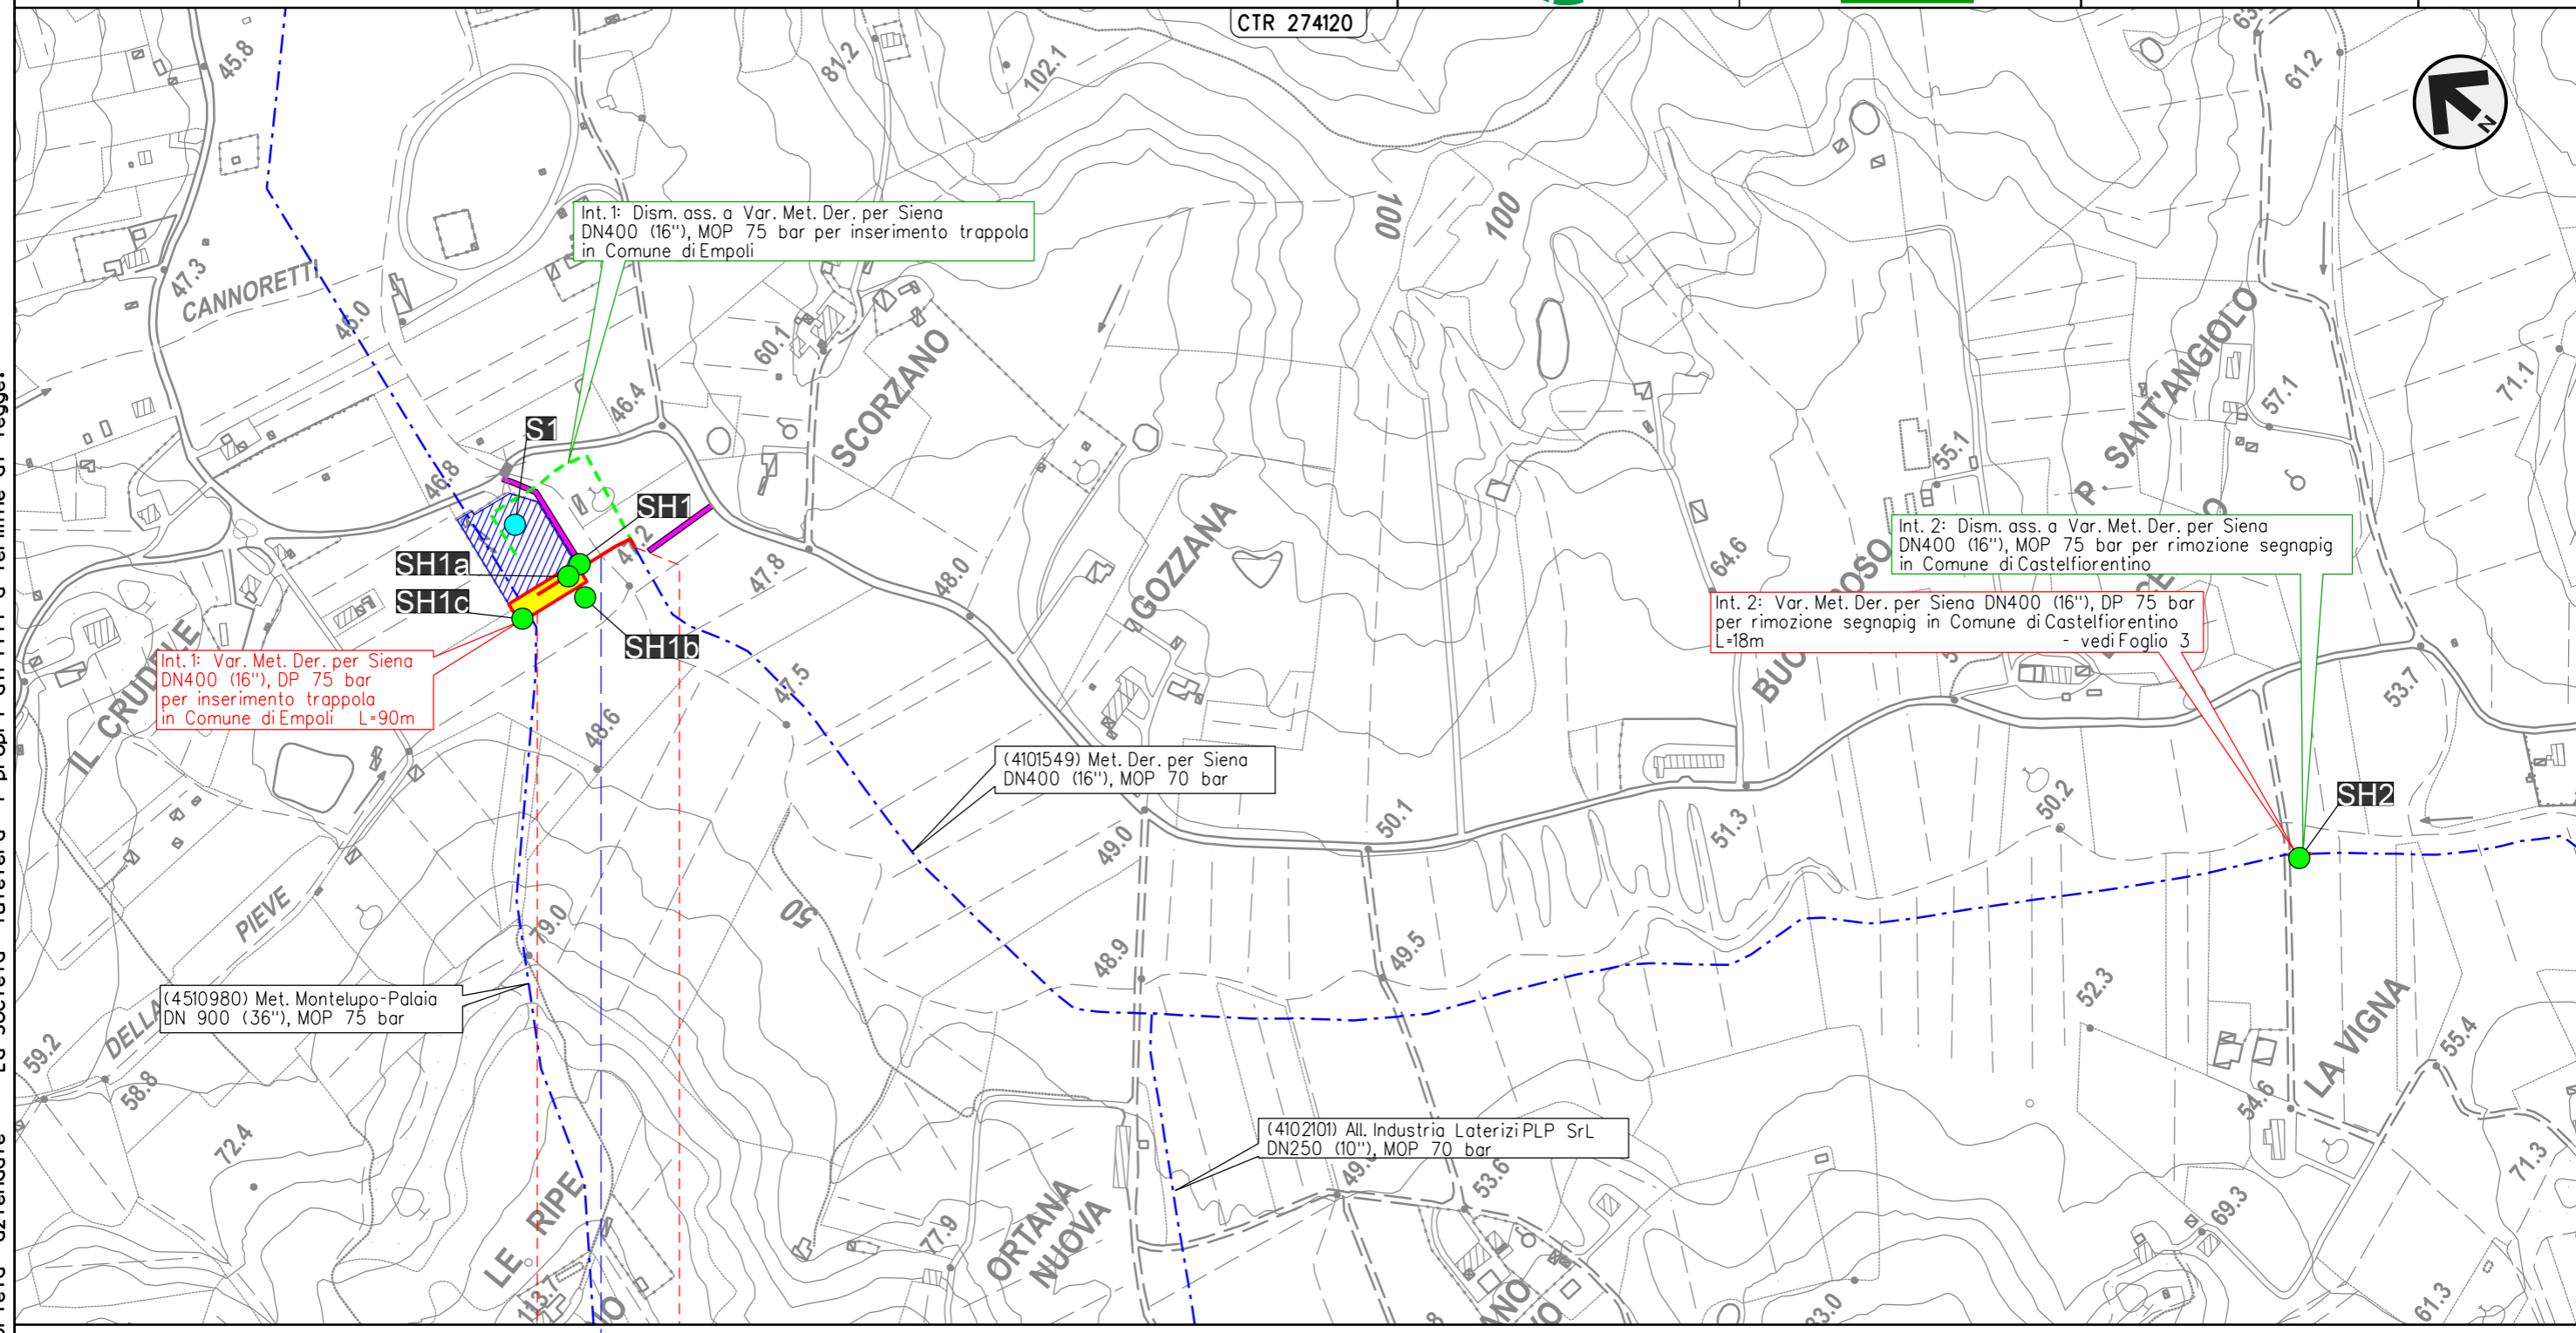 CTR 274120
45.8
81.2
102.1
61.2
N
47.3
CANNORETTI
46.0
Int. 1: Dism. ass. a Var. Met. Der. per Siena
DN400 (16"), MOP 75 bar per inserimento trappola
in Comune di Empoli
100
100
60.1
SCORZANO
46.4
46.8
S1
SH1
SH1a
SH1c
SH1b
47.8
48.0
GOZZANA
64.6
55.1
P. SANT'ANGIOLO
57.1
71.1
Int. 2: Dism. ass. a Var. Met. Der. per Siena
DN400 (16"), MOP 75 bar per rimozione segnapig
in Comune di Castelfiorentino
Int. 2: Var. Met. Der. per Siena DN400 (16"), DP 75 bar
per rimozione segnapig in Comune di Castelfiorentino
L=18m - vedi Foglio 3
53.7
IL CRUDELE
Int. 1: Var. Met. Der. per Siena
DN400 (16"), DP 75 bar
per inserimento trappola
in Comune di Empoli L=90m
48.6
47.5
(4101549) Met. Der. per Siena
DN400 (16"), MOP 70 bar
49.0
50.1
51.3
50.2
SH2
PIEVE
DELLA
79.0
50
48.9
49.5
52.3
(4510980) Met. Montelupo-Palaia
DN 900 (36"), MOP 75 bar
59.2
58.8
72.4
LA VIGNA
55.4
54.6
(4102101) All. Industria Laterizi PLP SrL
DN250 (10"), MOP 70 bar
53.6
71.3
69.3
LE RIPE
113.7
77.9
ORTANA
NUOVA
61.3